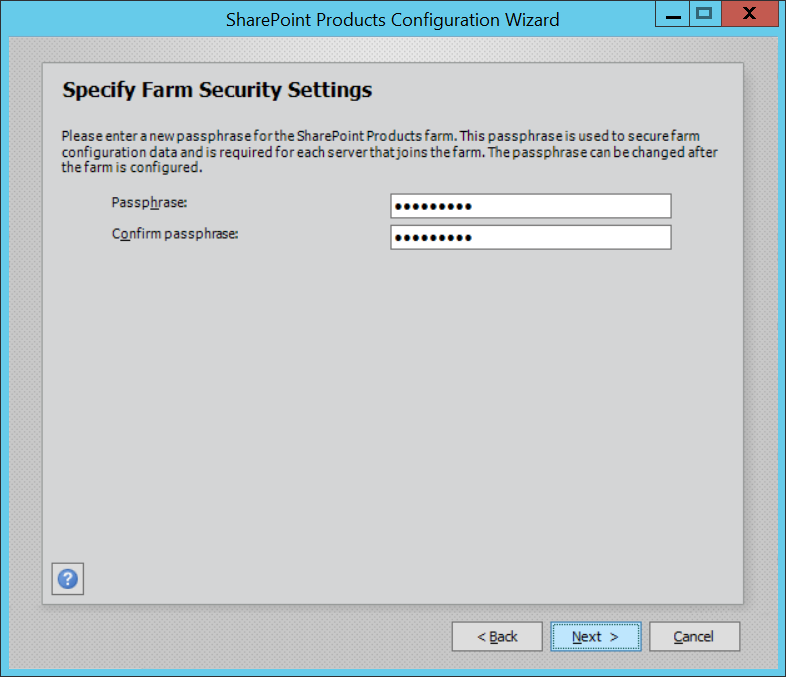 SharePoint Products Configuration Wizard
Specify Farm Security Settings
Please enter a new passphrase for the SharePoint Products farm. This passphrase is used to secure farm
configuration data and is required for each server that joins the farm. The passphrase can be changed after
the farm is configured.
Passphrase: ●●●●●●●●●
Confirm passphrase: ●●●●●●●●●
?
< Back Next > Cancel